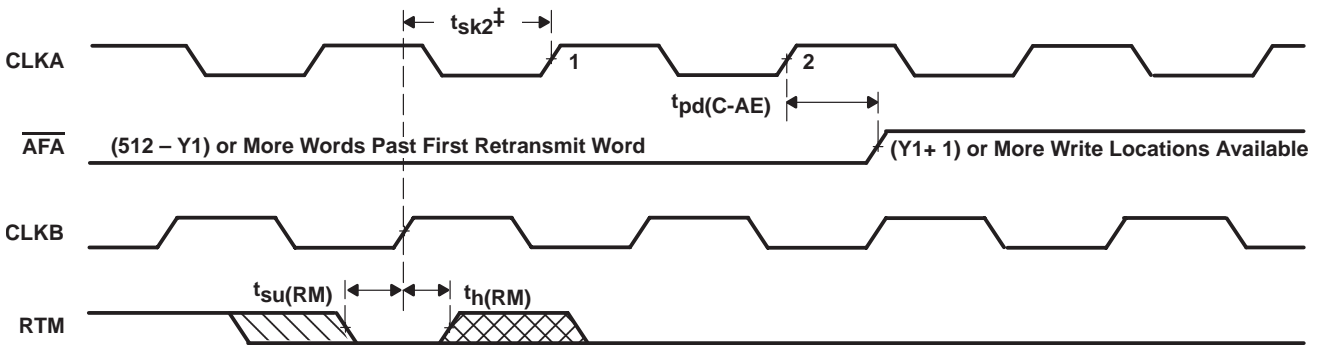 tsk2‡
CLKA
1
2
tpd(C-AE)
AFA
(512 – Y1) or More Words Past First Retransmit Word
(Y1+ 1) or More Write Locations Available
CLKB
tsu(RM)
th(RM)
RTM